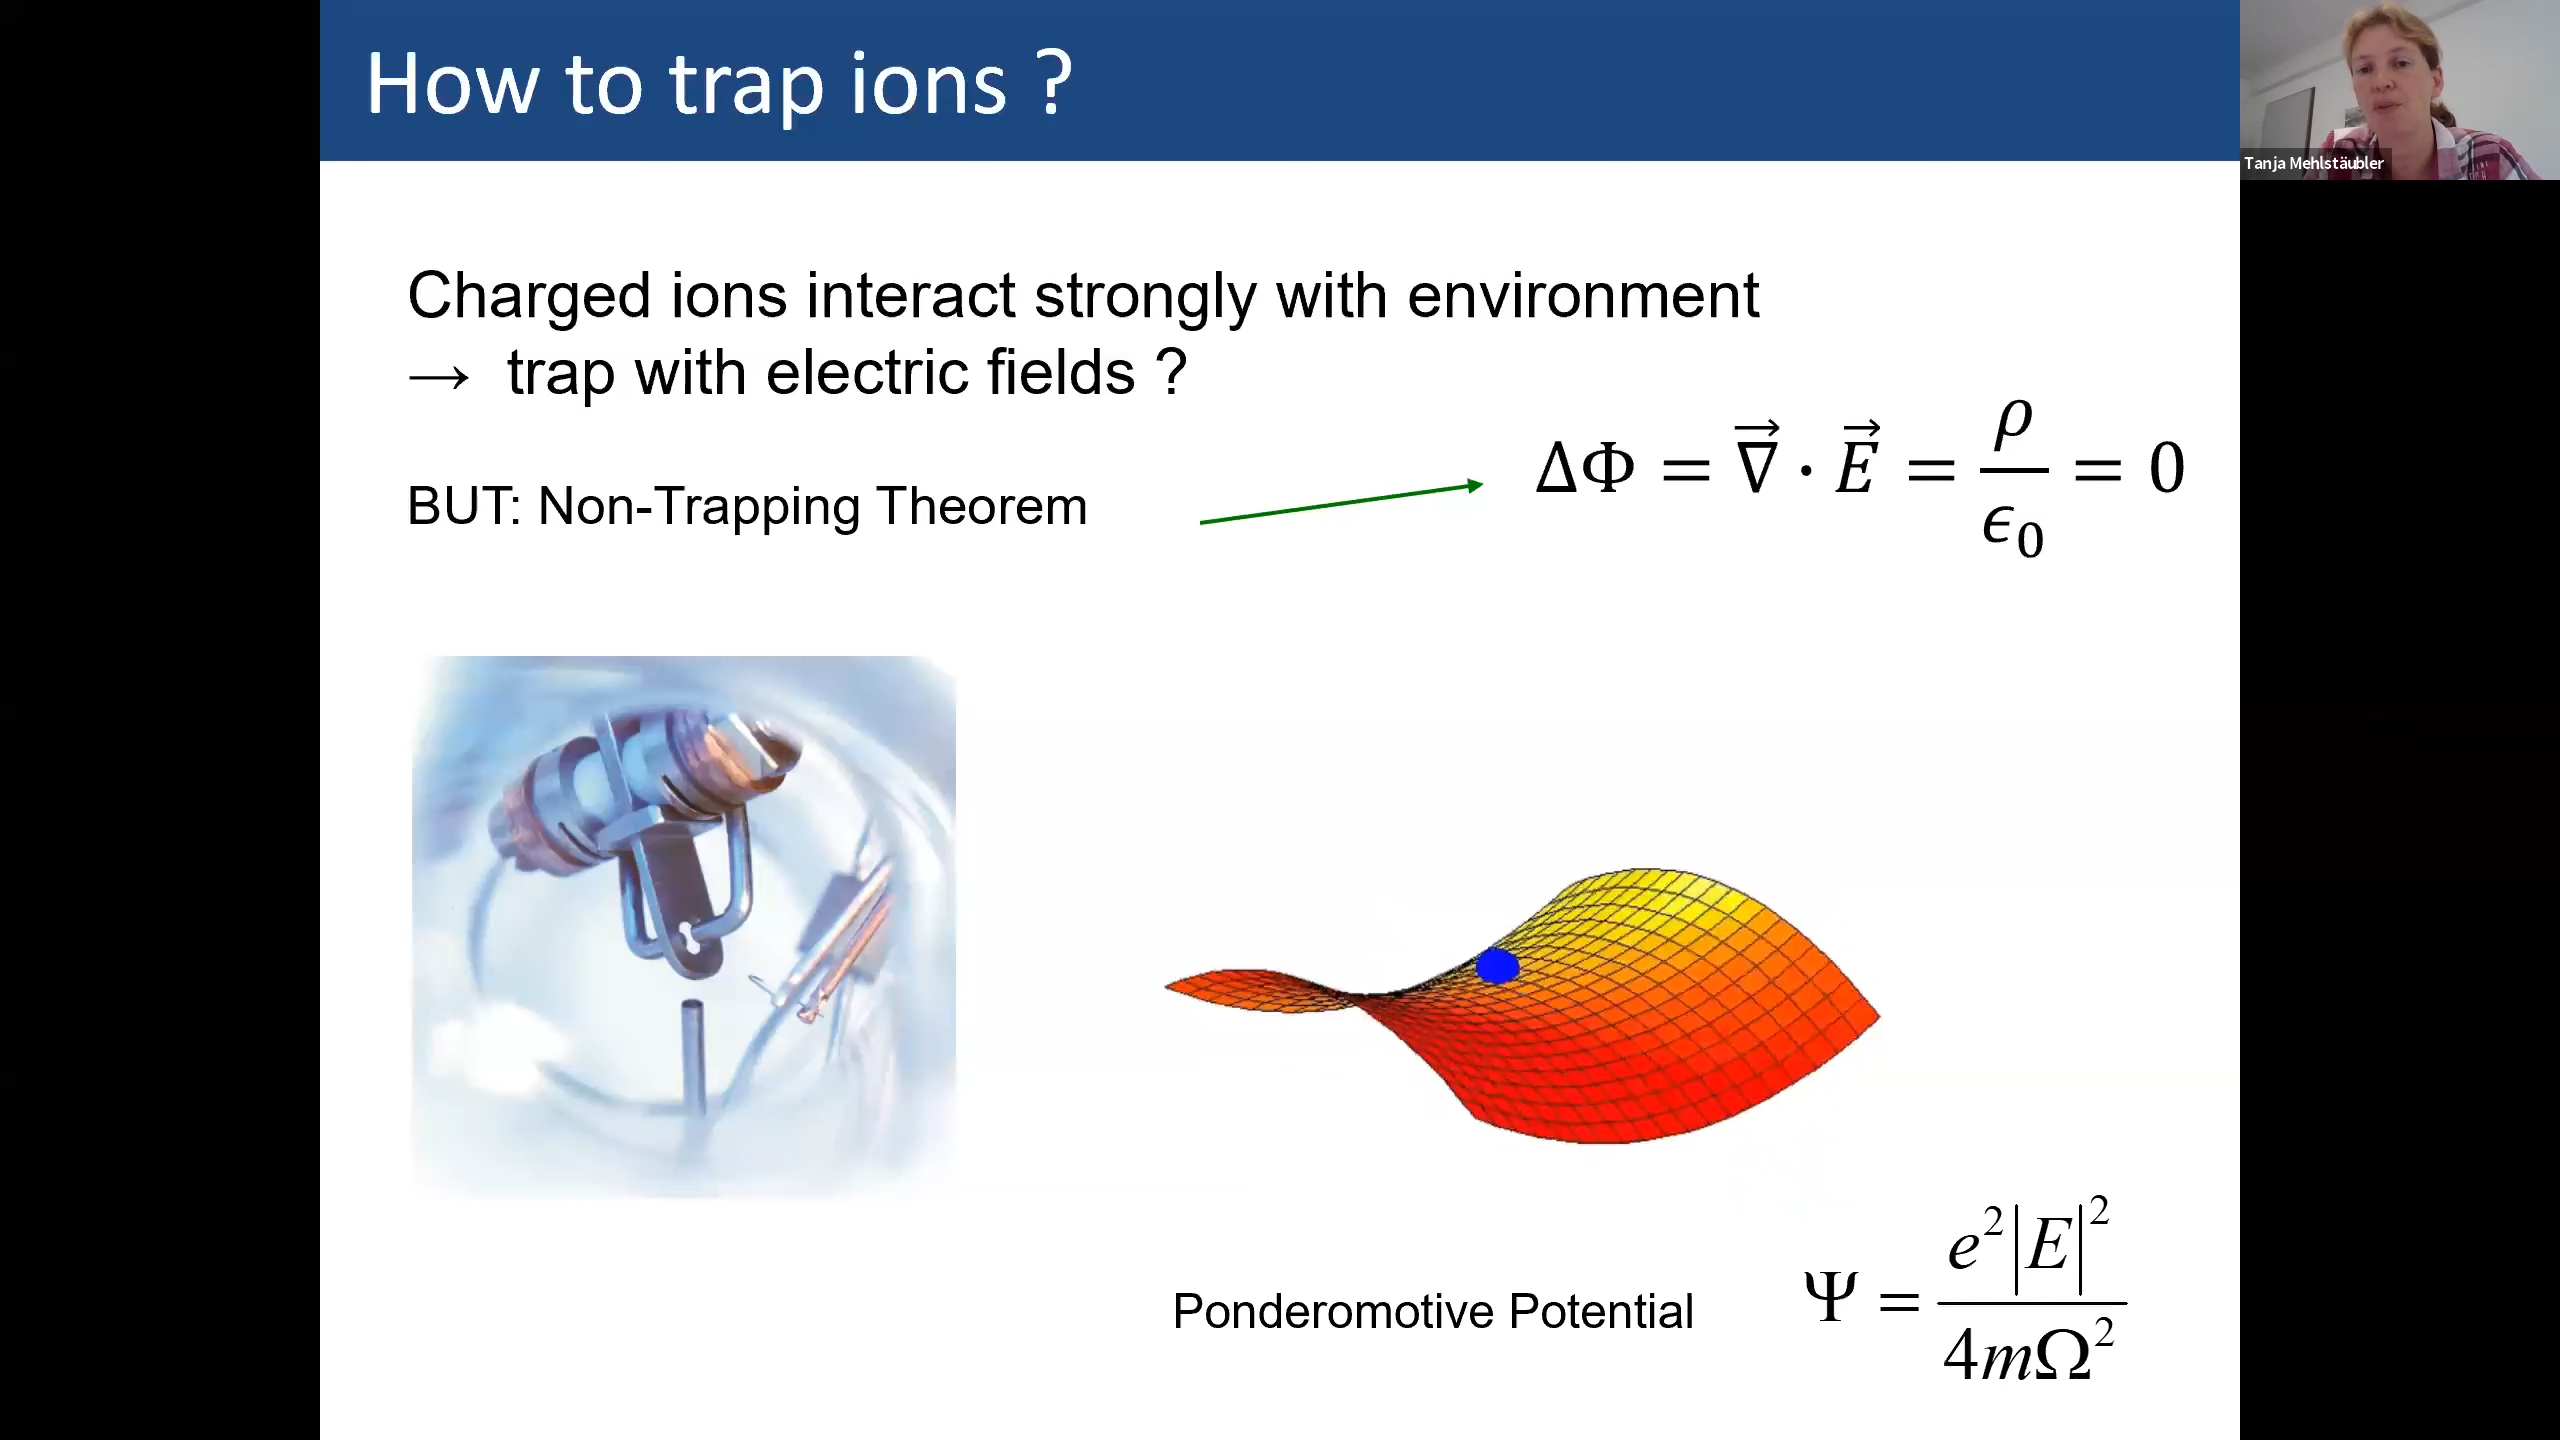 How to trap ions ?
Tanja Mehlstäubler
Charged ions interact strongly with environment
→ trap with electric fields ?
BUT: Non-Trapping Theorem
ΔΦ = ∇⃗ · E⃗ = ρ/ϵ₀ = 0
Ponderomotive Potential
Ψ = e²|E|²/4mΩ²